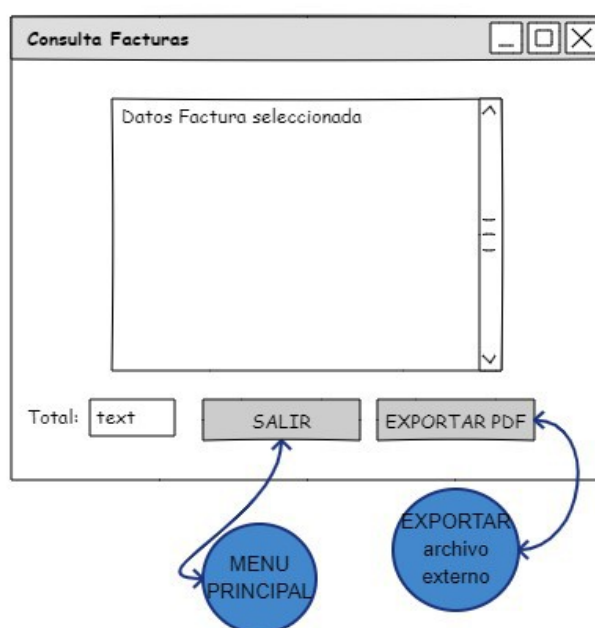 Consulta Facturas
Datos Factura seleccionada
Total:
text
SALIR
EXPORTAR PDF
MENU
PRINCIPAL
EXPORTAR
archivo
externo